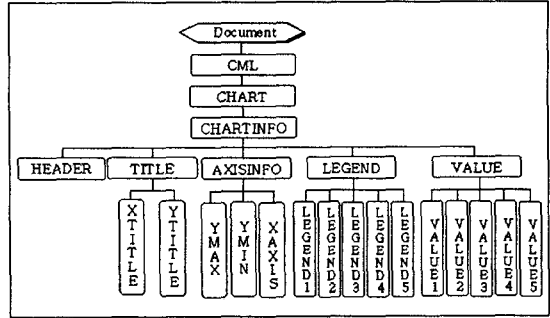 Document
CML
CHART
CHARTINFO
HEADER
TITLE
AXISINFO
LEGEND
VALUE
XTITLE
YTITLE
YMAX
YMIN
XAXIS
LEGEND1
LEGEND2
LEGEND3
LEGEND4
LEGEND5
VALUE1
VALUE2
VALUE3
VALUE4
VALUE5